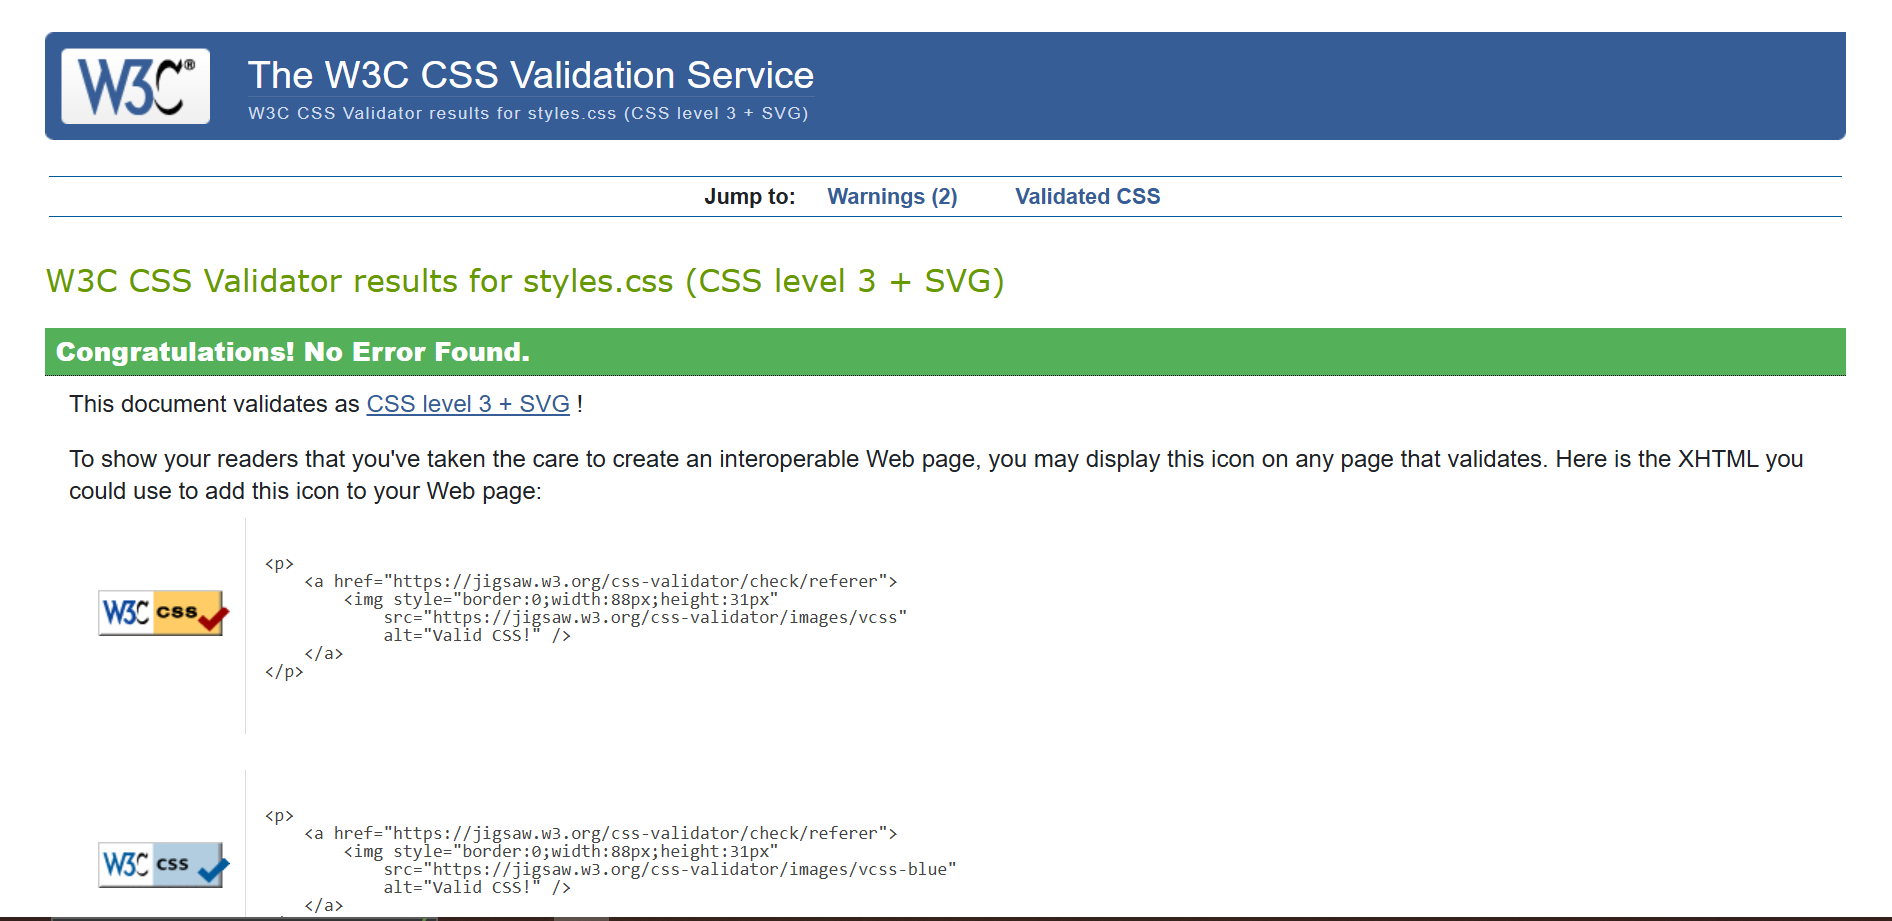 W3C®
The W3C CSS Validation Service
W3C CSS Validator results for styles.css (CSS level 3 + SVG)
Jump to: Warnings (2) Validated CSS
W3C CSS Validator results for styles.css (CSS level 3 + SVG)
Congratulations! No Error Found.
This document validates as CSS level 3 + SVG !
To show your readers that you've taken the care to create an interoperable Web page, you may display this icon on any page that validates. Here is the XHTML you
could use to add this icon to your Web page:
W3C css
<p>
    <a href="https://jigsaw.w3.org/css-validator/check/referer">
        <img style="border:0;width:88px;height:31px"
            src="https://jigsaw.w3.org/css-validator/images/vcss"
            alt="Valid CSS!" />
    </a>
</p>
W3C css
<p>
    <a href="https://jigsaw.w3.org/css-validator/check/referer">
        <img style="border:0;width:88px;height:31px"
            src="https://jigsaw.w3.org/css-validator/images/vcss-blue"
            alt="Valid CSS!" />
    </a>